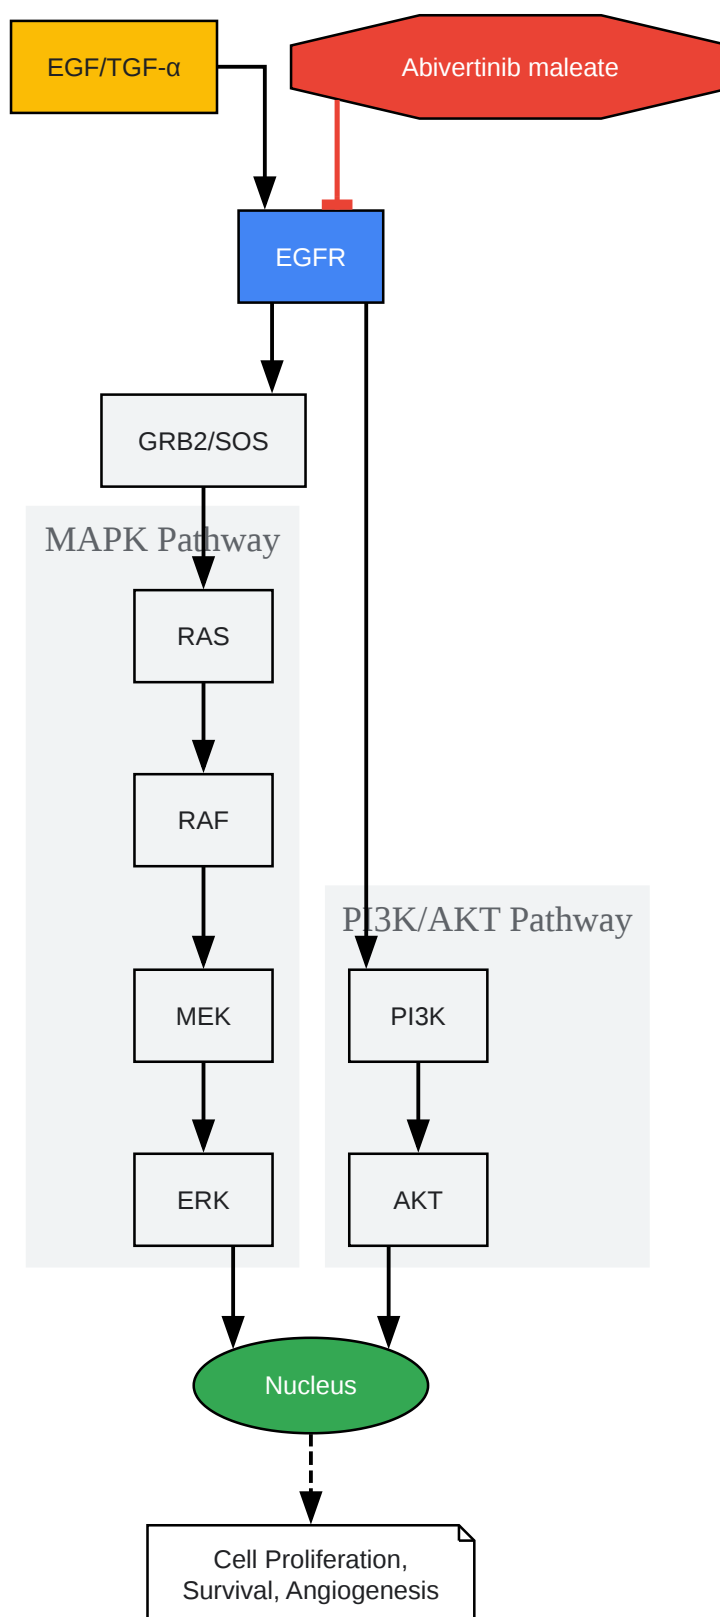 EGF/TGF-α
Abivertinib maleate
EGFR
GRB2/SOS
MAPK Pathway
RAS
RAF
PI3K/AKT Pathway
MEK
PI3K
ERK
AKT
Nucleus
Cell Proliferation,
Survival, Angiogenesis